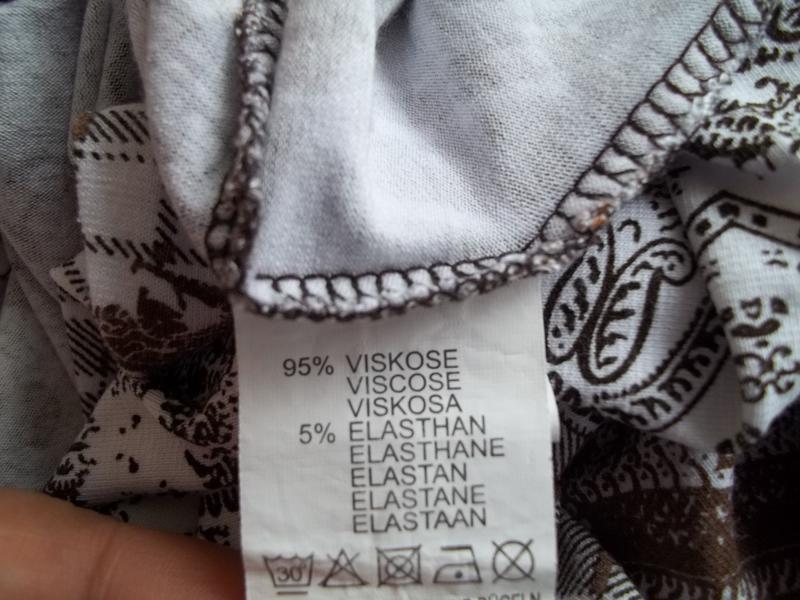 95% VISKOSE
VISCOSE
VISKOSA
5% ELASTHAN
ELASTHANE
ELASTAN
ELASTANE
ELASTAAN
30°